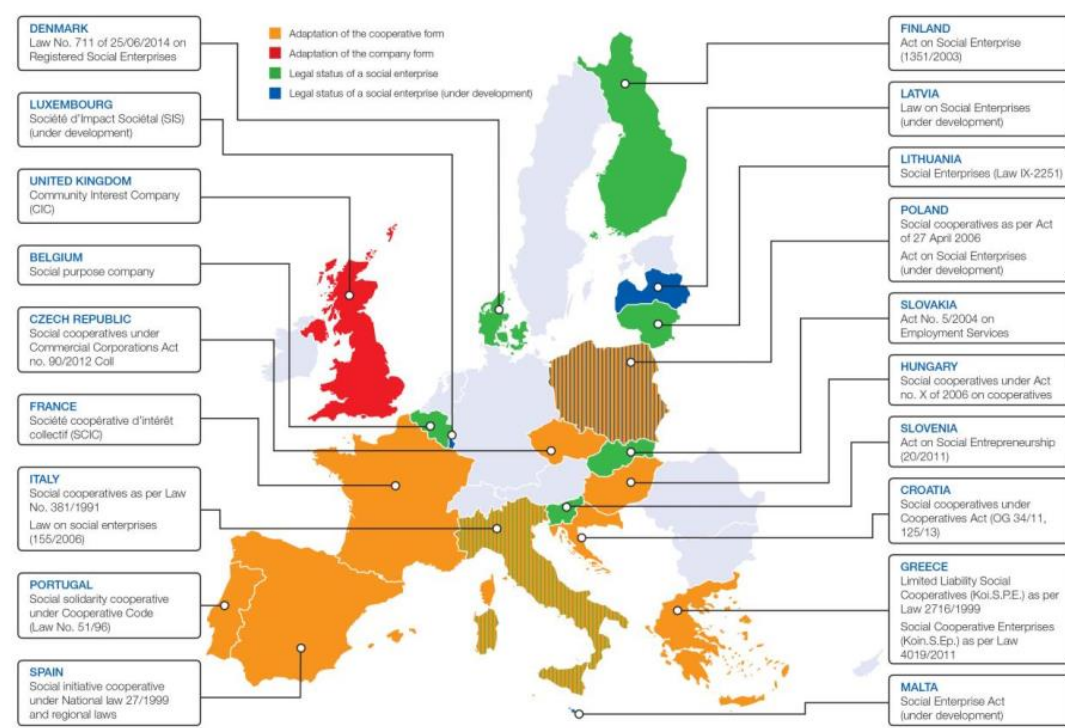 DENMARK
Law No. 711 of 25/06/2014 on
Registered Social Enterprises
LUXEMBOURG
Société d'Impact Sociétal (SIS)
(under development)
UNITED KINGDOM
Community Interest Company
(CIC)
BELGIUM
Social purpose company
CZECH REPUBLIC
Social cooperatives under
Commercial Corporations Act
no. 90/2012 Coll
FRANCE
Société coopérative d'intérêt
collectif (SCIC)
ITALY
Social cooperatives as per Law
No. 381/1991
Law on social enterprises
(155/2006)
PORTUGAL
Social solidarity cooperative
under Cooperative Code
(Law No. 51/96)
SPAIN
Social initiative cooperative
under National law 27/1999
and regional laws
Adaptation of the cooperative form
Adaptation of the company form
Legal status of a social enterprise
Legal status of a social enterprise (under development)
FINLAND
Act on Social Enterprise
(1351/2003)
LATVIA
Law on Social Enterprises
(under development)
LITHUANIA
Social Enterprises (Law IX-2251)
POLAND
Social cooperatives as per Act
of 27 April 2006
Act on Social Enterprises
(under development)
SLOVAKIA
Act No. 5/2004 on
Employment Services
HUNGARY
Social cooperatives under Act
no. X of 2006 on cooperatives
SLOVENIA
Act on Social Entrepreneurship
(20/2011)
CROATIA
Social cooperatives under
Cooperatives Act (OG 34/11,
125/13)
GREECE
Limited Liability Social
Cooperatives (Koi.S.P.E.) as per
Law 2716/1999
Social Cooperative Enterprises
(Koin.S.Ep.) as per Law
4019/2011
MALTA
Social Enterprise Act
(under development)